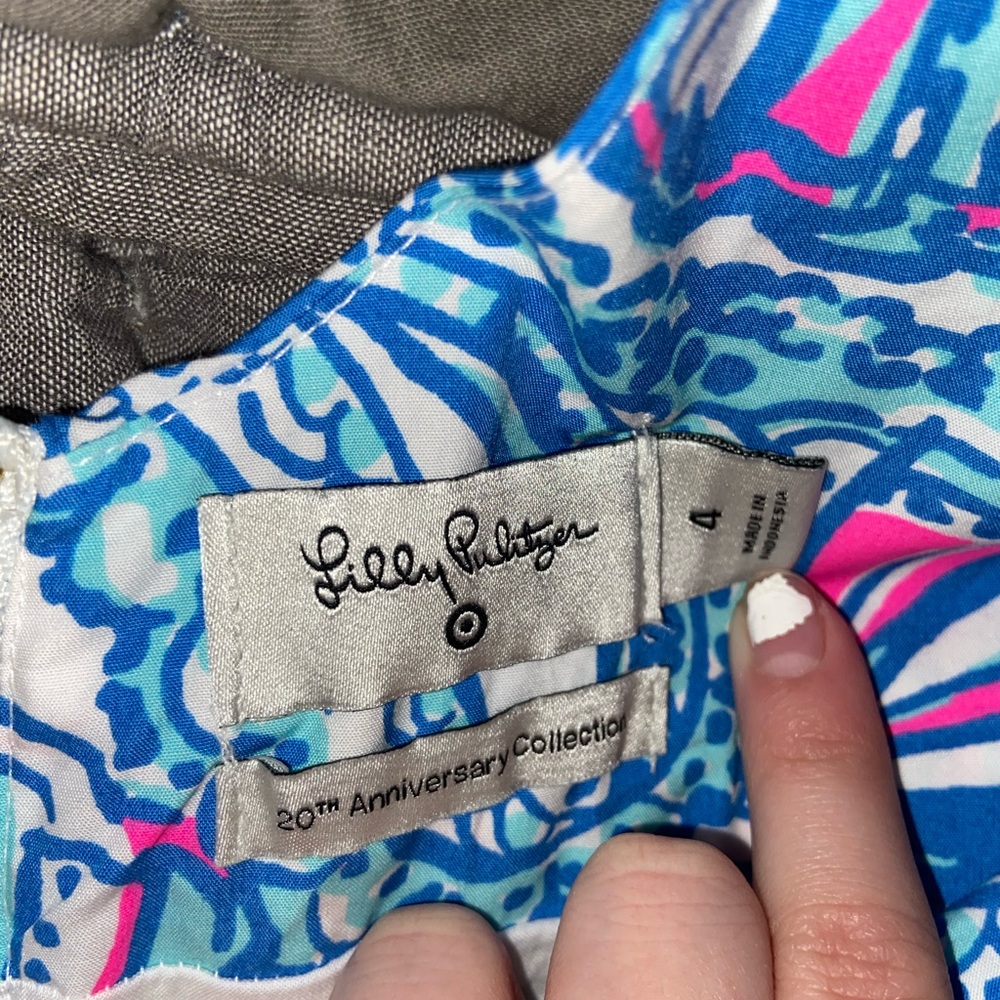 Lilly Pulitzer
4
MADE IN
INDONESIA
20TH Anniversary Collection